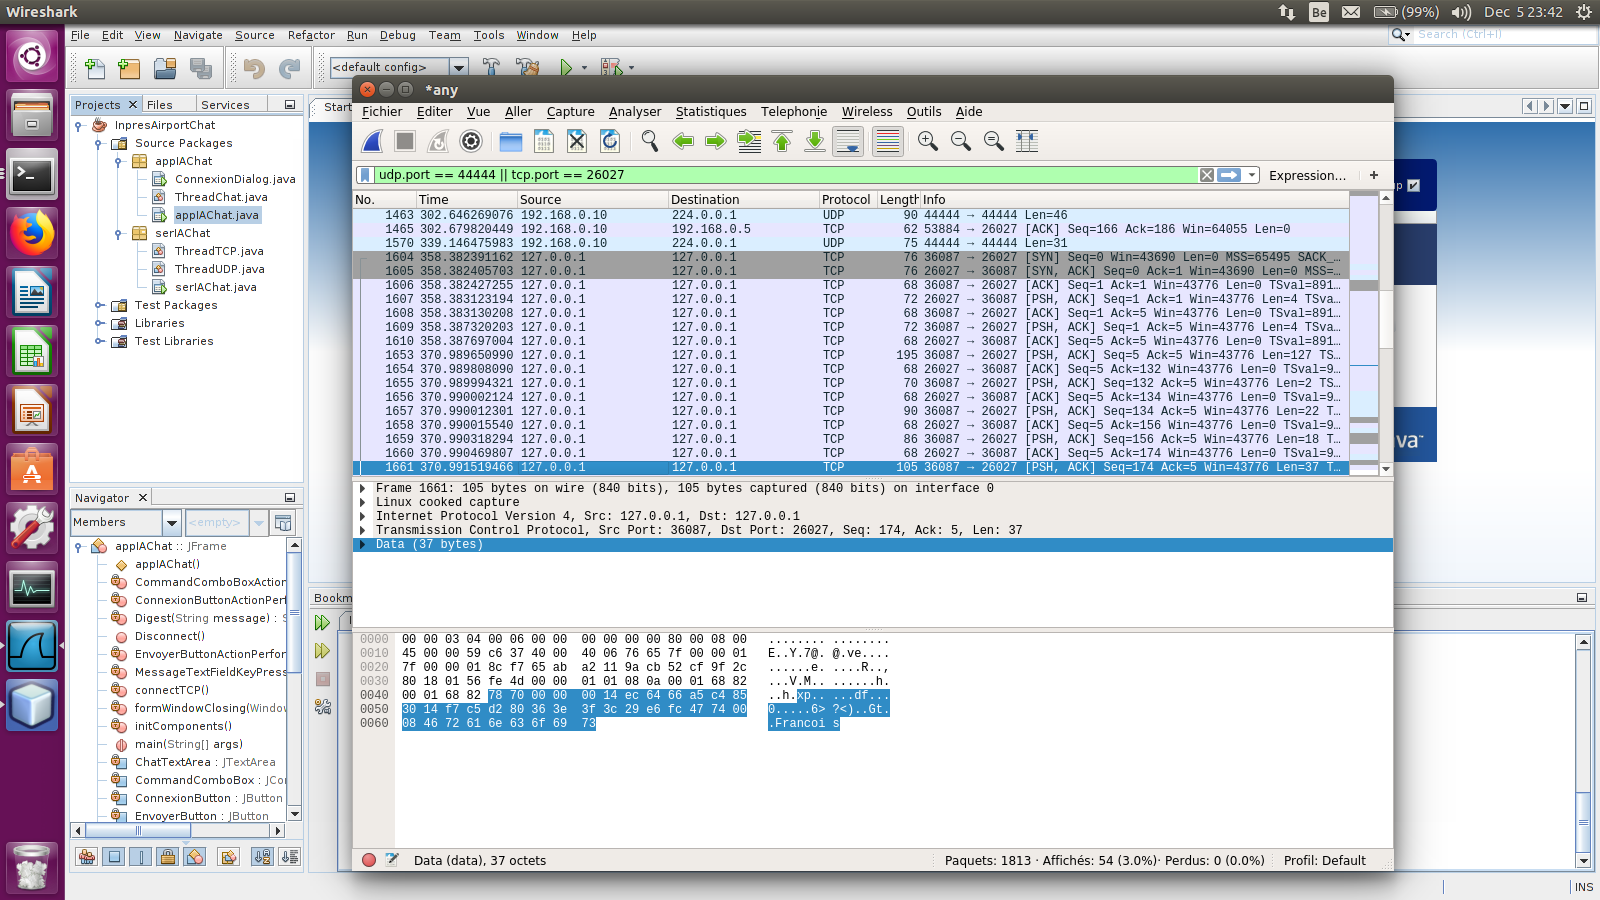 Wireshark
Be
(99%)
Dec 5 23:42
File Edit View Navigate Source Refactor Run Debug Team Tools Window Help
Search (Ctrl+I)
<default config>
Projects Files Services
Start
InpresAirportChat
Source Packages
appIAChat
ConnexionDialog.java
ThreadChat.java
appIAChat.java
serIAChat
ThreadTCP.java
ThreadUDP.java
serIAChat.java
Test Packages
Libraries
Test Libraries
Navigator
Members
<empty>
appIAChat :: JFrame
appIAChat()
CommandComboBoxAction
ConnexionButtonActionPerf
Digest(String message) : S
Disconnect()
EnvoyerButtonActionPerfor
MessageTextFieldKeyPress
connectTCP()
formWindowClosing(Windov
initComponents()
main(String[] args)
ChatTextArea : JTextArea
CommandComboBox : JCor
ConnexionButton : JButton
EnvoyerButton : JButton
Bookm
*any
Fichier Editer Vue Aller Capture Analyser Statistiques Telephonie Wireless Outils Aide
udp.port == 44444 || tcp.port == 26027
Expression... +
No. Time Source Destination Protocol Length Info
1463 302.646269076 192.168.0.10 224.0.0.1 UDP 90 44444 → 44444 Len=46
1465 302.679820449 192.168.0.10 192.168.0.5 TCP 62 53884 → 26027 [ACK] Seq=166 Ack=186 Win=64055 Len=0
1570 339.146475983 192.168.0.10 224.0.0.1 UDP 75 44444 → 44444 Len=31
1604 358.382391162 127.0.0.1 127.0.0.1 TCP 76 36087 → 26027 [SYN] Seq=0 Win=43690 Len=0 MSS=65495 SACK_…
1605 358.382405703 127.0.0.1 127.0.0.1 TCP 76 26027 → 36087 [SYN, ACK] Seq=0 Ack=1 Win=43690 Len=0 MSS=…
1606 358.382427255 127.0.0.1 127.0.0.1 TCP 68 36087 → 26027 [ACK] Seq=1 Ack=1 Win=43776 Len=0 TSval=891…
1607 358.383123194 127.0.0.1 127.0.0.1 TCP 72 26027 → 36087 [PSH, ACK] Seq=1 Ack=1 Win=43776 Len=4 TSva…
1608 358.383130208 127.0.0.1 127.0.0.1 TCP 68 36087 → 26027 [ACK] Seq=1 Ack=5 Win=43776 Len=0 TSval=891…
1609 358.387320203 127.0.0.1 127.0.0.1 TCP 72 36087 → 26027 [PSH, ACK] Seq=1 Ack=5 Win=43776 Len=4 TSva…
1610 358.387697004 127.0.0.1 127.0.0.1 TCP 68 26027 → 36087 [ACK] Seq=5 Ack=5 Win=43776 Len=0 TSval=891…
1653 370.989650990 127.0.0.1 127.0.0.1 TCP 195 36087 → 26027 [PSH, ACK] Seq=5 Ack=5 Win=43776 Len=127 TS…
1654 370.989808090 127.0.0.1 127.0.0.1 TCP 68 26027 → 36087 [ACK] Seq=5 Ack=132 Win=43776 Len=0 TSval=9…
1655 370.989994321 127.0.0.1 127.0.0.1 TCP 70 36087 → 26027 [PSH, ACK] Seq=132 Ack=5 Win=43776 Len=2 TS…
1656 370.990002124 127.0.0.1 127.0.0.1 TCP 68 26027 → 36087 [ACK] Seq=5 Ack=134 Win=43776 Len=0 TSval=9…
1657 370.990012301 127.0.0.1 127.0.0.1 TCP 90 36087 → 26027 [PSH, ACK] Seq=134 Ack=5 Win=43776 Len=22 T…
1658 370.990015540 127.0.0.1 127.0.0.1 TCP 68 26027 → 36087 [ACK] Seq=5 Ack=156 Win=43776 Len=0 TSval=9…
1659 370.990318294 127.0.0.1 127.0.0.1 TCP 86 36087 → 26027 [PSH, ACK] Seq=156 Ack=5 Win=43776 Len=18 T…
1660 370.990469807 127.0.0.1 127.0.0.1 TCP 68 26027 → 36087 [ACK] Seq=5 Ack=174 Win=43776 Len=0 TSval=9…
1661 370.991519466 127.0.0.1 127.0.0.1 TCP 105 36087 → 26027 [PSH, ACK] Seq=174 Ack=5 Win=43776 Len=37 T…
Frame 1661: 105 bytes on wire (840 bits), 105 bytes captured (840 bits) on interface 0
Linux cooked capture
Internet Protocol Version 4, Src: 127.0.0.1, Dst: 127.0.0.1
Transmission Control Protocol, Src Port: 36087, Dst Port: 26027, Seq: 174, Ack: 5, Len: 37
Data (37 bytes)
0000 00 00 03 04 00 06 00 00 00 00 00 00 80 00 08 00 ........ ........
0010 45 00 00 59 c6 37 40 00 40 06 76 65 7f 00 00 01 E..Y.7@. @.ve....
0020 7f 00 00 01 8c f7 65 ab a2 11 9a cb 52 cf 9f 2c ......e. ....R..,
0030 80 18 01 56 fe 4d 00 00 01 01 08 0a 00 01 68 82 ...V.M.. ......h.
0040 00 01 68 82 78 70 00 00 00 14 ec 64 66 a5 c4 85 ..h.xp.. ...df...
0050 30 14 f7 c5 d2 80 36 3e 3f 3c 29 e6 fc 47 74 00 0.....6> ?<)..Gt.
0060 08 46 72 61 6e 63 6f 69 73 .Francoi s
Data (data), 37 octets
Paquets: 1813 · Affichés: 54 (3.0%)· Perdus: 0 (0.0%)
Profil: Default
INS